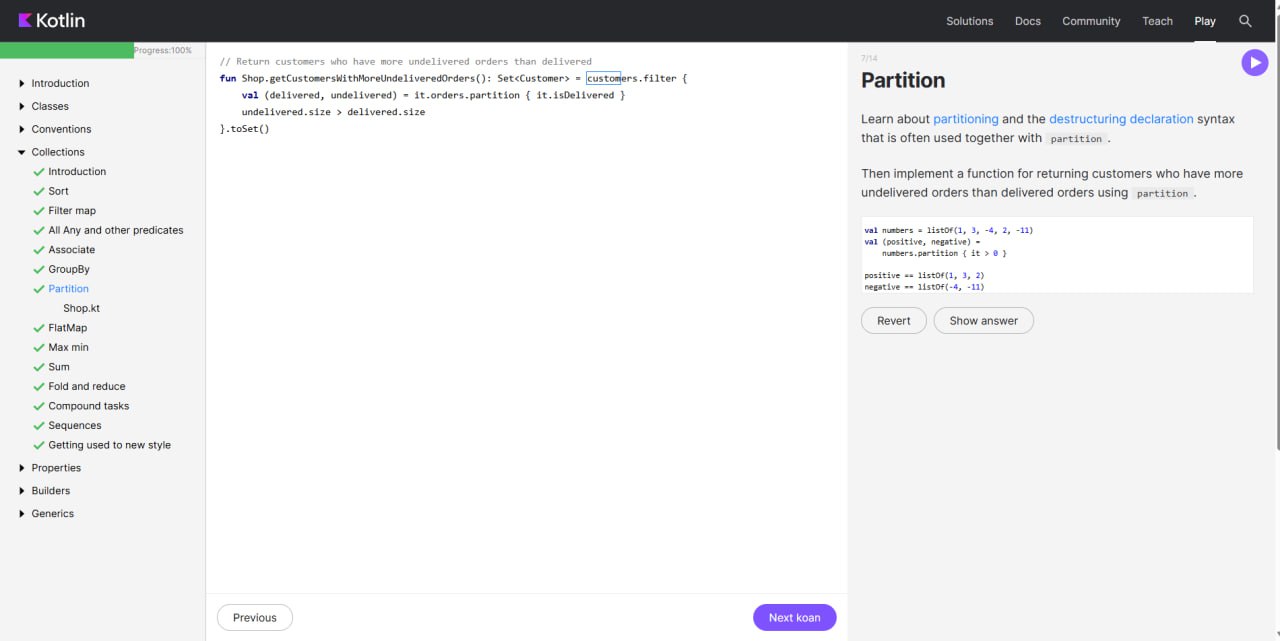 Kotlin
Solutions Docs Community Teach Play
Progress:100%
Introduction
Classes
Conventions
Collections
Introduction
Sort
Filter map
All Any and other predicates
Associate
GroupBy
Partition
Shop.kt
FlatMap
Max min
Sum
Fold and reduce
Compound tasks
Sequences
Getting used to new style
Properties
Builders
Generics
// Return customers who have more undelivered orders than delivered
fun Shop.getCustomersWithMoreUndeliveredOrders(): Set<Customer> = customers.filter {
    val (delivered, undelivered) = it.orders.partition { it.isDelivered }
    undelivered.size > delivered.size
}.toSet()
Previous
Next koan
7/14
Partition
Learn about partitioning and the destructuring declaration syntax
that is often used together with partition.
Then implement a function for returning customers who have more
undelivered orders than delivered orders using partition.
val numbers = listOf(1, 3, -4, 2, -11)
val (positive, negative) =
    numbers.partition { it > 0 }
positive == listOf(1, 3, 2)
negative == listOf(-4, -11)
Revert
Show answer